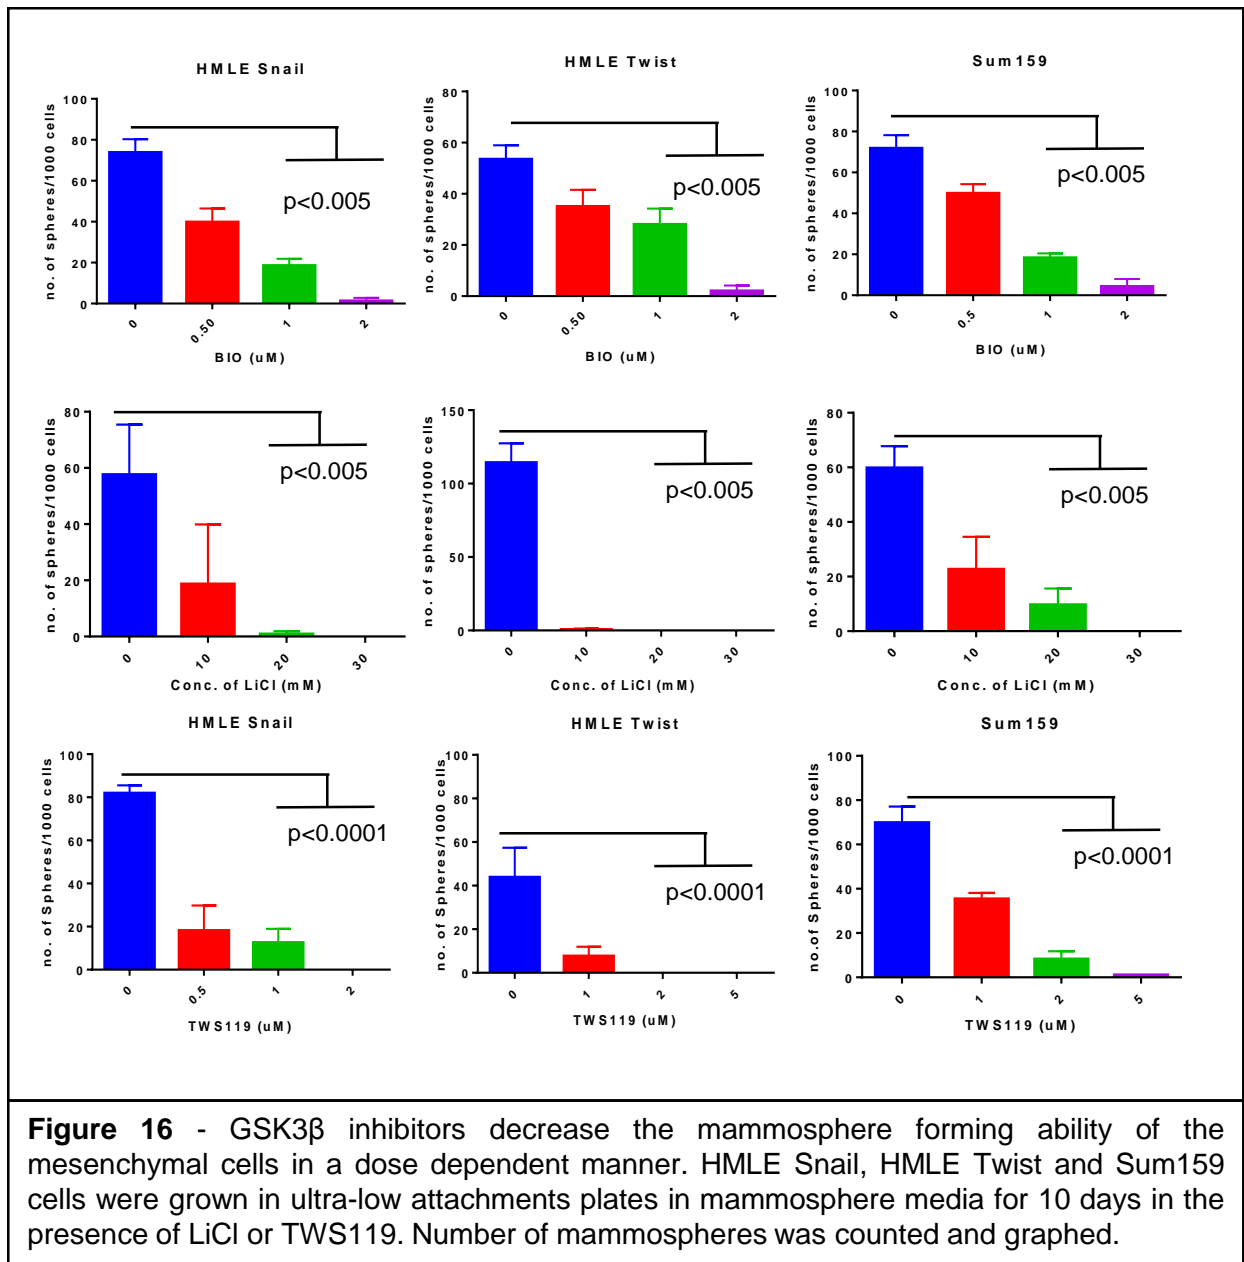 HMLE Snail
no. of spheres/1000 cells
100
80
60
40
20
0
p<0.005
0
0.50
1
2
BIO (uM)
HMLE Twist
no. of spheres/1000 cells
80
60
40
20
0
p<0.005
0
0.50
1
2
BIO (uM)
Sum159
no. of spheres/1000 cells
100
80
60
40
20
0
p<0.005
0
0.5
1
2
BIO (uM)
no. of spheres/1000 cells
80
60
40
20
0
p<0.005
0
10
20
30
Conc. of LiCl (mM)
no. of spheres/1000 cells
150
100
50
0
p<0.005
0
10
20
30
Conc. of LiCl (mM)
no. of spheres/1000 cells
80
60
40
20
0
p<0.005
0
10
20
30
Conc. of LiCl (mM)
HMLE Snail
no. of Spheres/1000 cells
100
80
60
40
20
0
p<0.0001
0
0.5
1
2
TWS119 (uM)
HMLE Twist
no. of Spheres/1000 cells
100
80
60
40
20
0
p<0.0001
0
1
2
5
TWS119 (uM)
Sum159
no.of Spheres/1000 cells
100
80
60
40
20
0
p<0.0001
0
1
2
5
TWS119 (uM)
Figure 16 - GSK3β inhibitors decrease the mammosphere forming ability of the
mesenchymal cells in a dose dependent manner. HMLE Snail, HMLE Twist and Sum159
cells were grown in ultra-low attachments plates in mammosphere media for 10 days in the
presence of LiCl or TWS119. Number of mammospheres was counted and graphed.